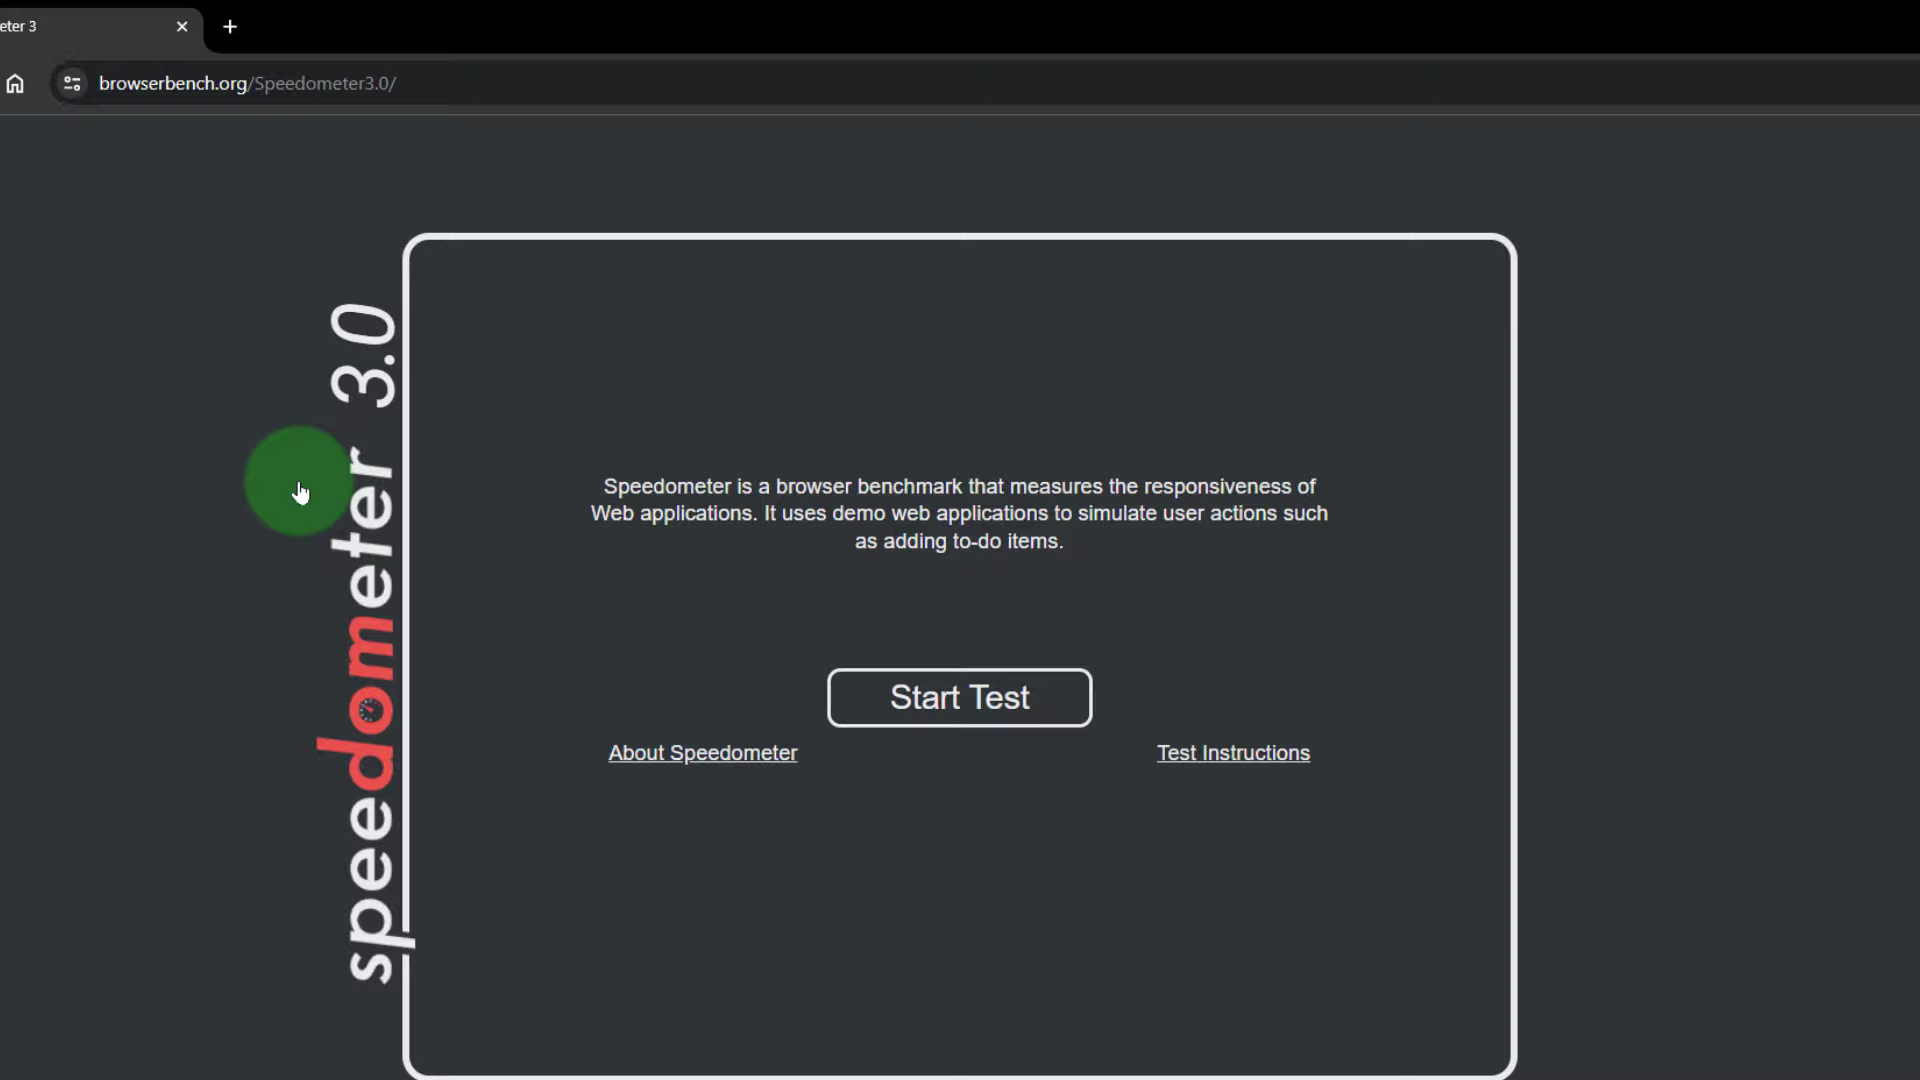 eter 3
browserbench.org/Speedometer3.0/
speedometer 3.0
Speedometer is a browser benchmark that measures the responsiveness of
Web applications. It uses demo web applications to simulate user actions such
as adding to-do items.
Start Test
About Speedometer
Test Instructions